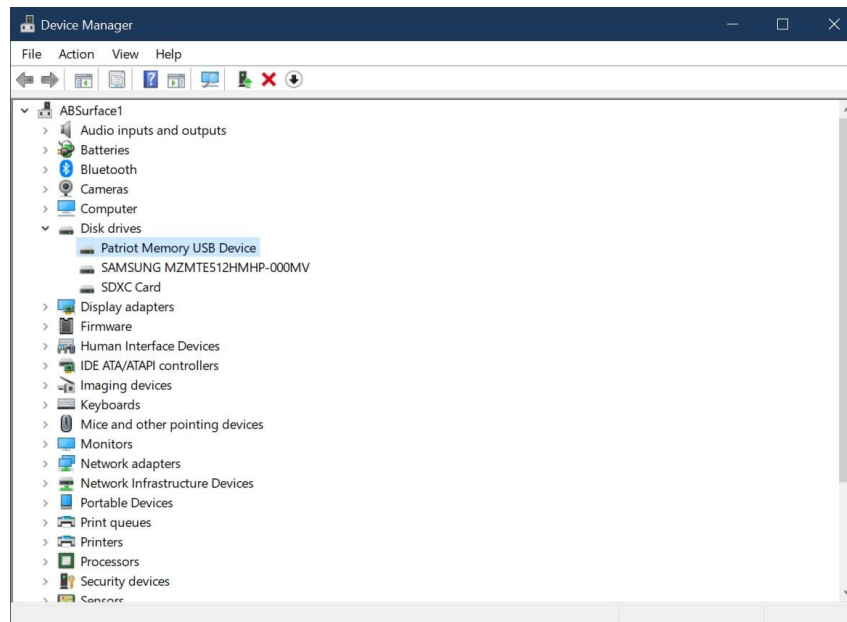 Device Manager
File Action View Help
ABSurface1
Audio inputs and outputs
Batteries
Bluetooth
Cameras
Computer
Disk drives
Patriot Memory USB Device
SAMSUNG MZMTE512HMHP-000MV
SDXC Card
Display adapters
Firmware
Human Interface Devices
IDE ATA/ATAPI controllers
Imaging devices
Keyboards
Mice and other pointing devices
Monitors
Network adapters
Network Infrastructure Devices
Portable Devices
Print queues
Printers
Processors
Security devices
Sensors